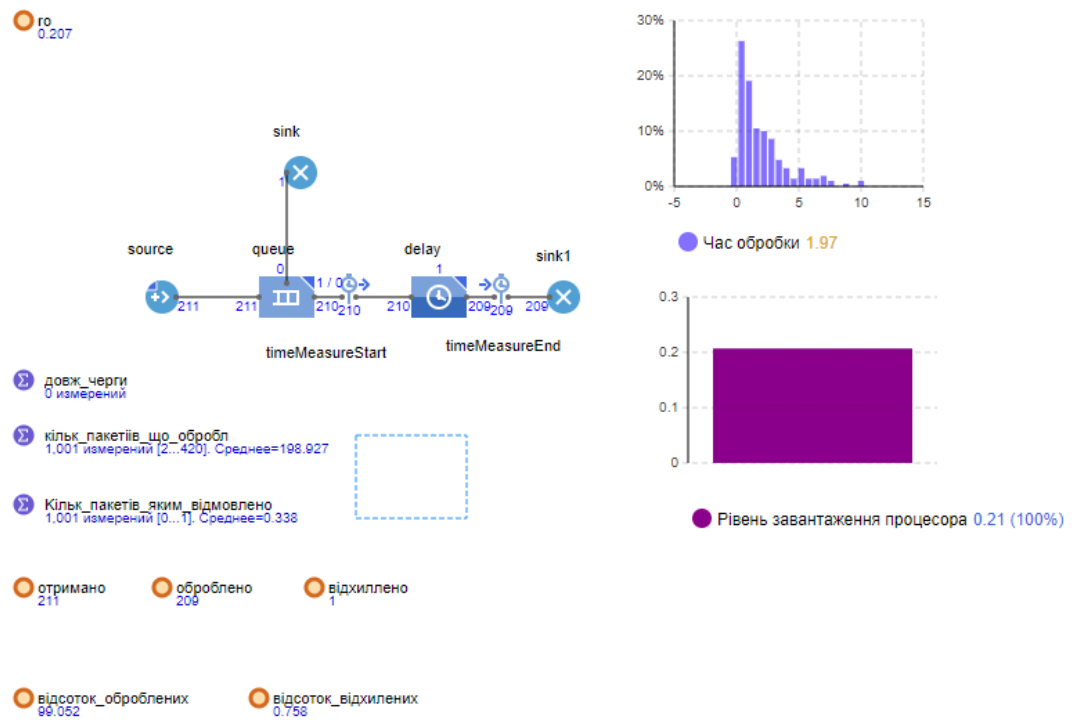 ro
0.207
sink
1
source
queue
delay
sink1
0
1 / 0
1
211
211
210
210
210
209
209
209
timeMeasureStart
timeMeasureEnd
довж_черги
0 измерений
кільк_пакетіів_що_обробл
1,001 измерений [2...420]. Среднее=198.927
Кільк_пакетів_яким_відмовлено
1,001 измерений [0...1]. Среднее=0.338
отримано
211
оброблено
209
відхиллено
1
відсоток_оброблених
99.052
відсоток_відхилених
0.758
30%
20%
10%
0%
-5
0
5
10
15
Час обробки 1.97
0.3
0.2
0.1
0
Рівень завантаження процесора 0.21 (100%)